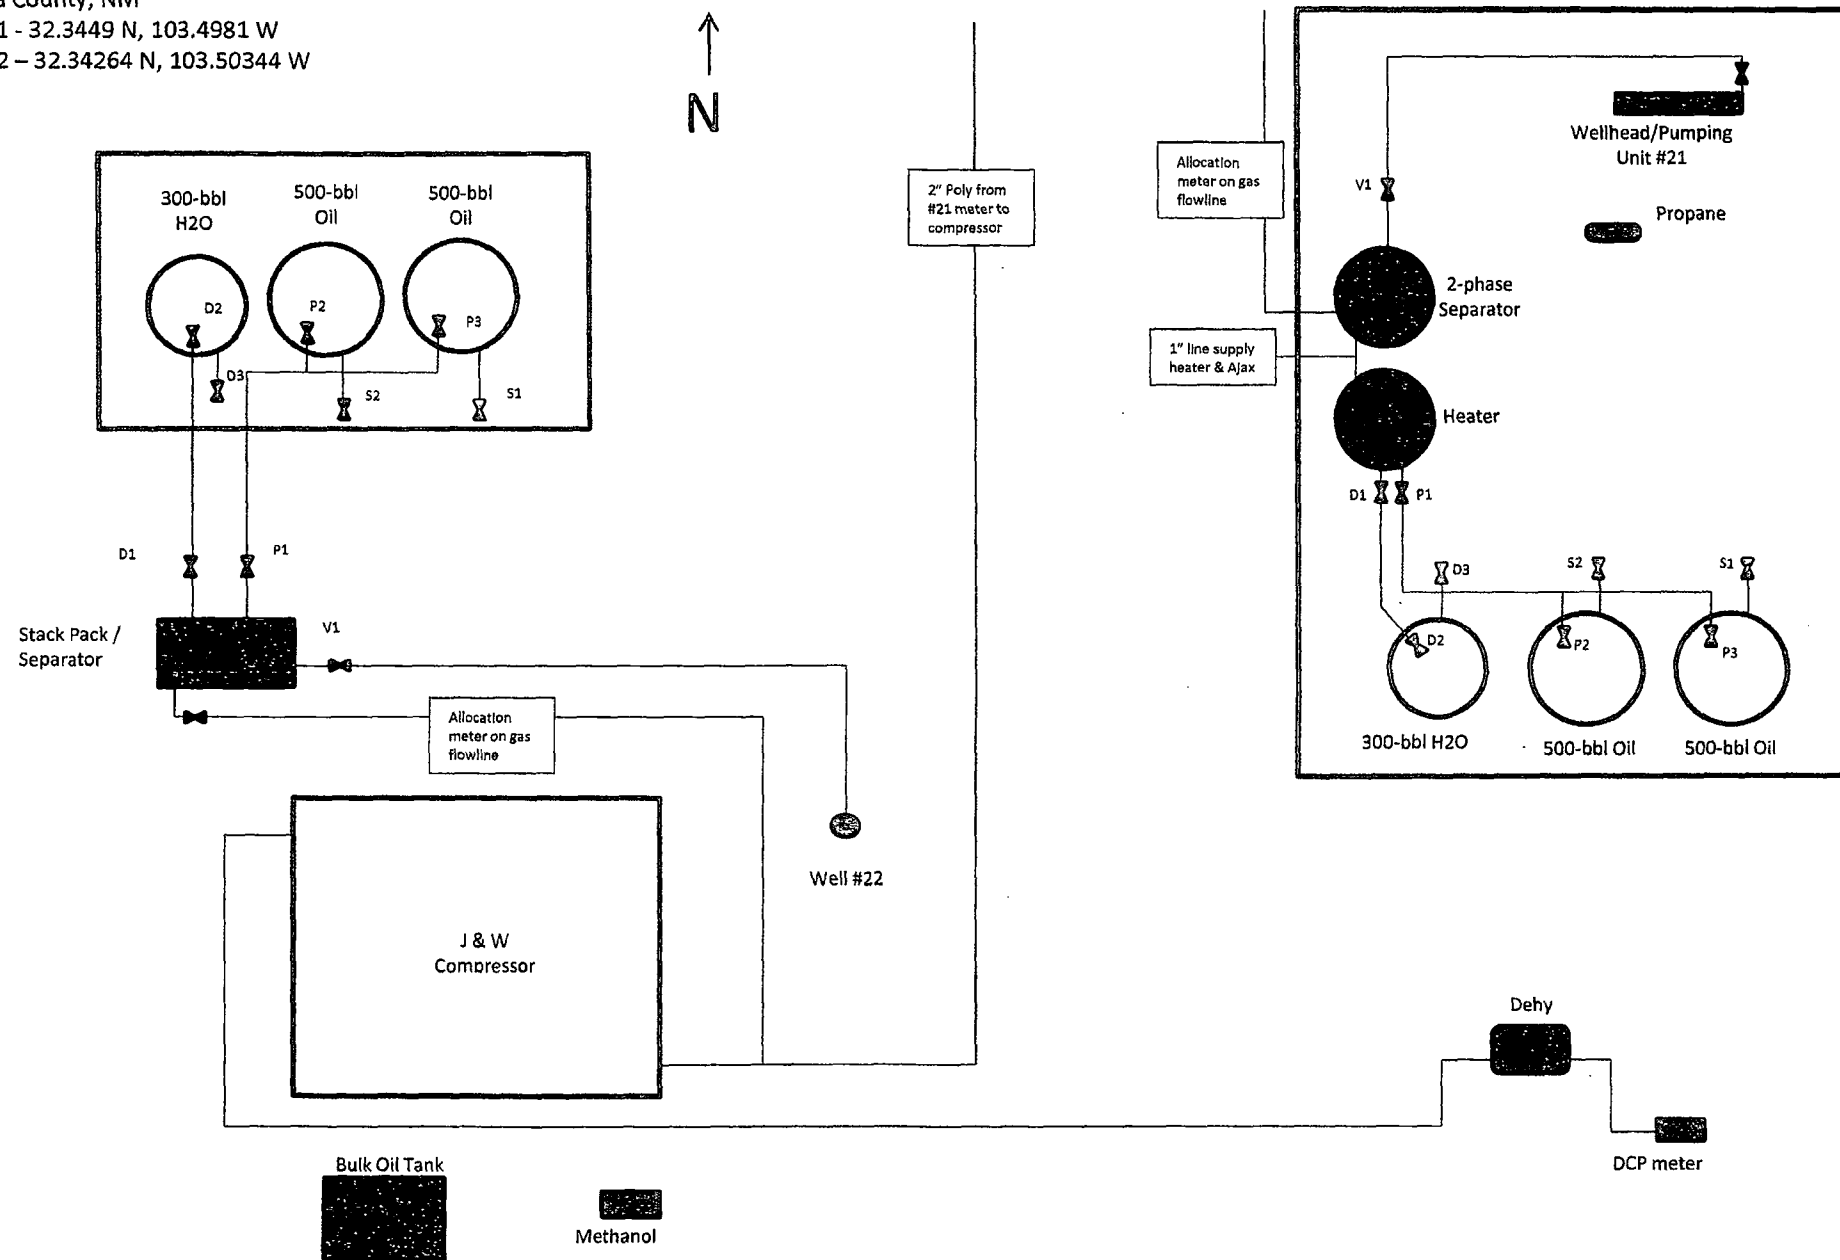 County, NM
1 - 32.3449 N, 103.4981 W
2 – 32.34264 N, 103.50344 W
N
300-bbl
H2O
500-bbl
Oil
500-bbl
Oil
D2
P2
P3
D3
S2
S1
D1
P1
Stack Pack /
Separator
V1
Allocation
meter on gas
flowline
Well #22
J & W
Compressor
Bulk Oil Tank
Methanol
2" Poly from
#21 meter to
compressor
Allocation
meter on gas
flowline
V1
Wellhead/Pumping
Unit #21
Propane
2-phase
Separator
1" line supply
heater & Ajax
Heater
D1
P1
D3
S2
S1
D2
P2
P3
300-bbl H2O
500-bbl Oil
500-bbl Oil
Dehy
DCP meter